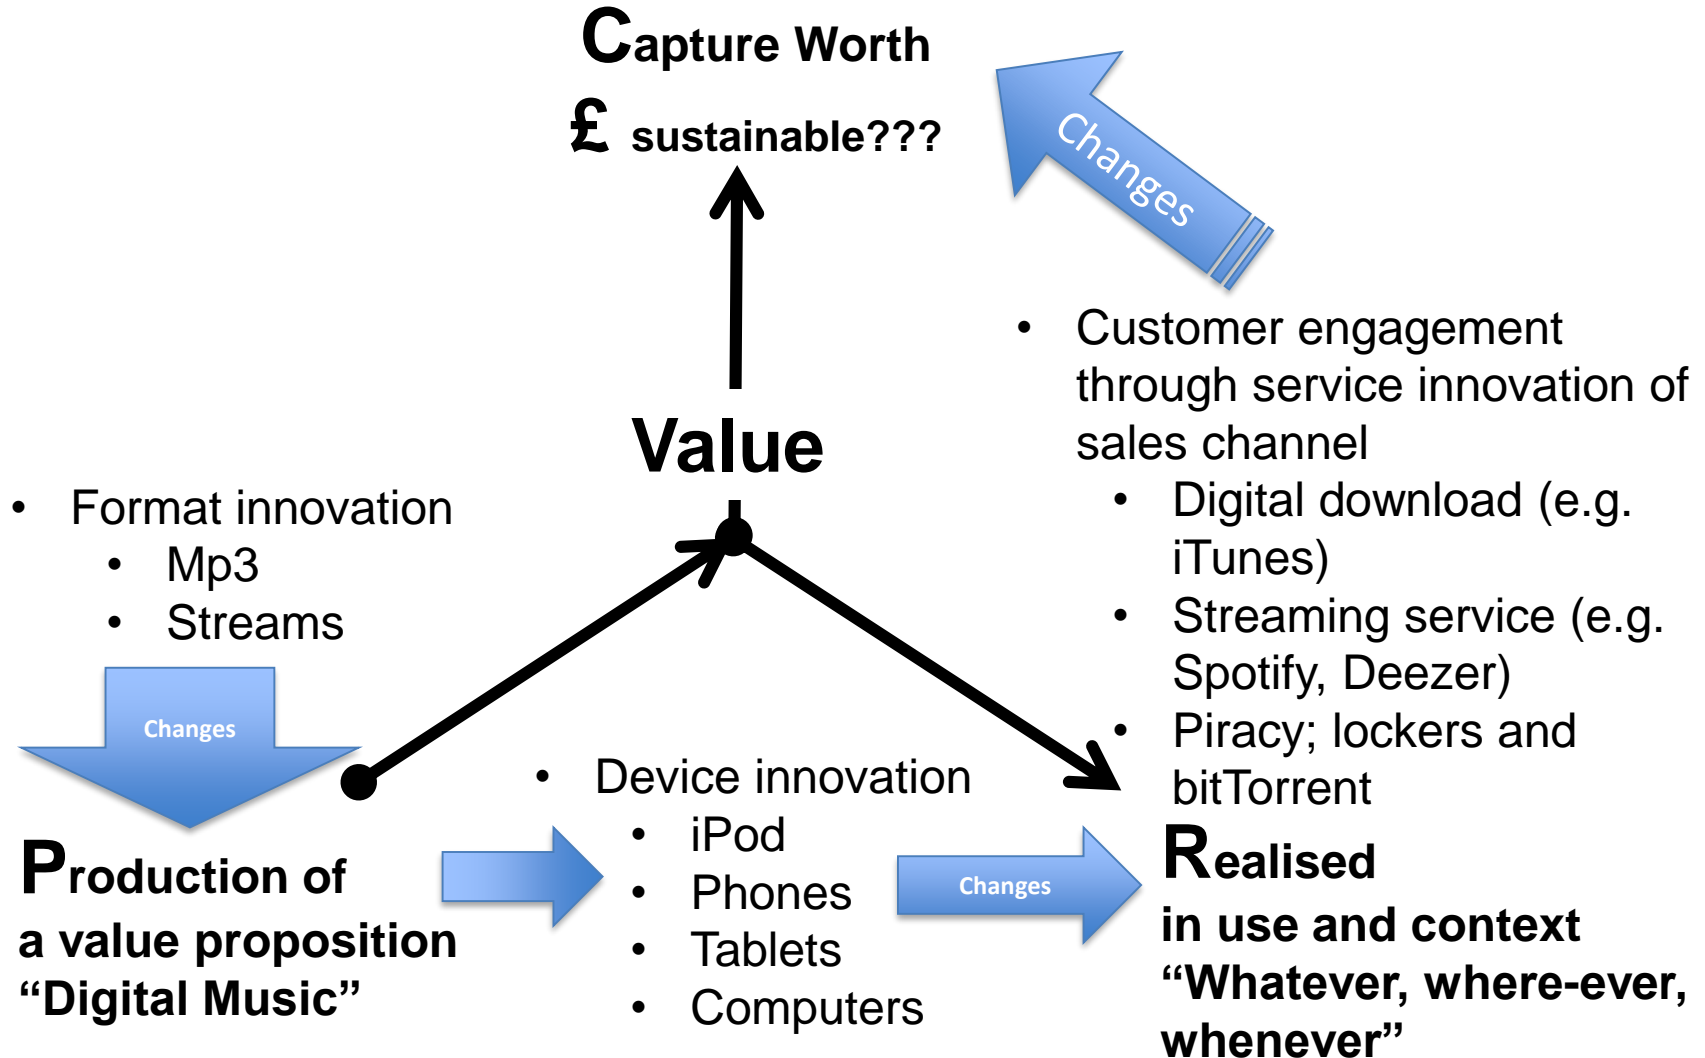 Capture Worth
£ sustainable???
Changes
• Customer engagement
through service innovation of
sales channel
• Digital download (e.g.
iTunes)
• Streaming service (e.g.
Spotify, Deezer)
• Piracy; lockers and
bitTorrent
Value
• Format innovation
• Mp3
• Streams
Changes
Production of
a value proposition
“Digital Music”
• Device innovation
• iPod
• Phones
• Tablets
• Computers
Changes
Realised
in use and context
“Whatever, where-ever,
whenever”